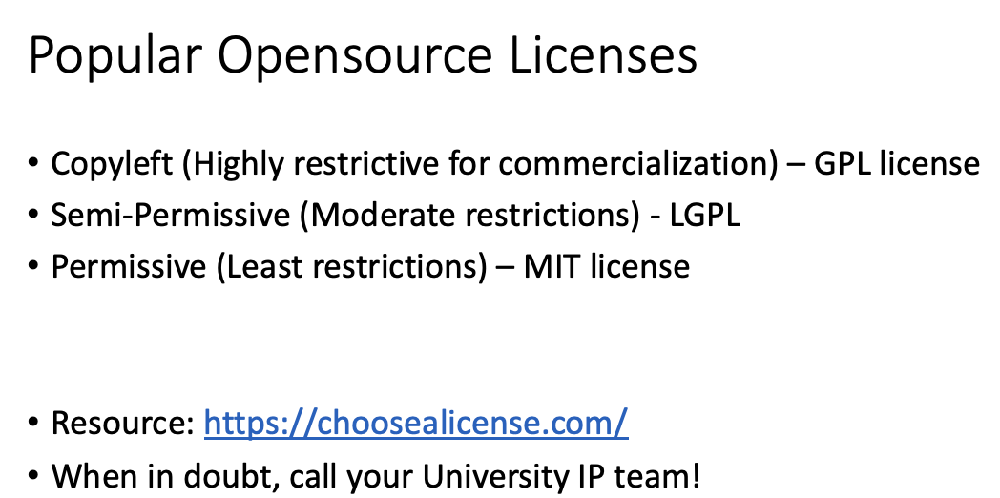 Popular Opensource Licenses
• Copyleft (Highly restrictive for commercialization) – GPL license
• Semi-Permissive (Moderate restrictions) - LGPL
• Permissive (Least restrictions) – MIT license
• Resource: https://choosealicense.com/
• When in doubt, call your University IP team!